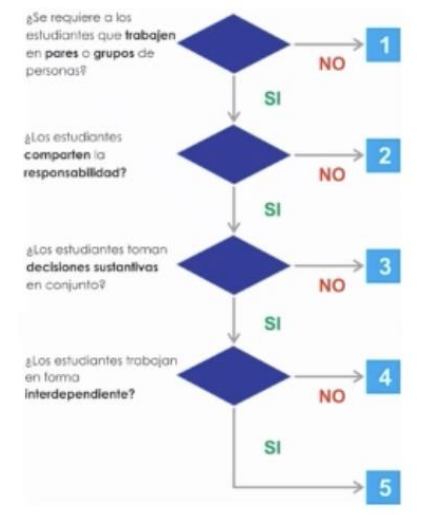 ¿Se requiere a los
estudiantes que trabajen
en pares o grupos de
personas?
1
NO
SI
¿Los estudiantes
comparten la
responsabilidad?
2
NO
SI
¿Los estudiantes toman
decisiones sustantivas
en conjunto?
3
NO
SI
¿Los estudiantes trabajan
en forma
interdependiente?
4
NO
SI
5